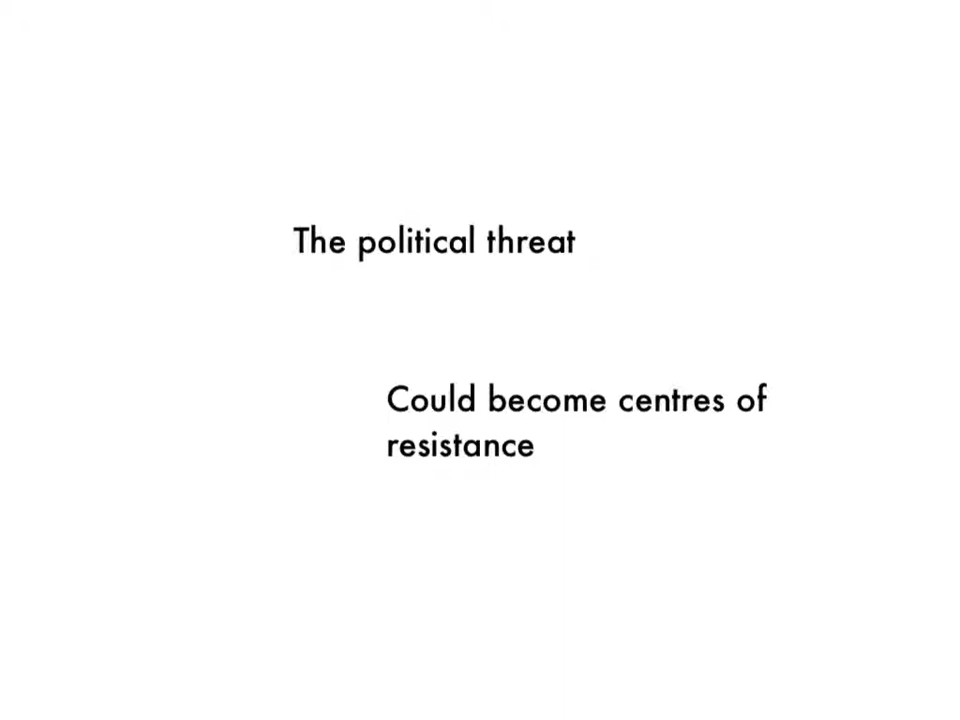 The political threat
Could become centres of
resistance